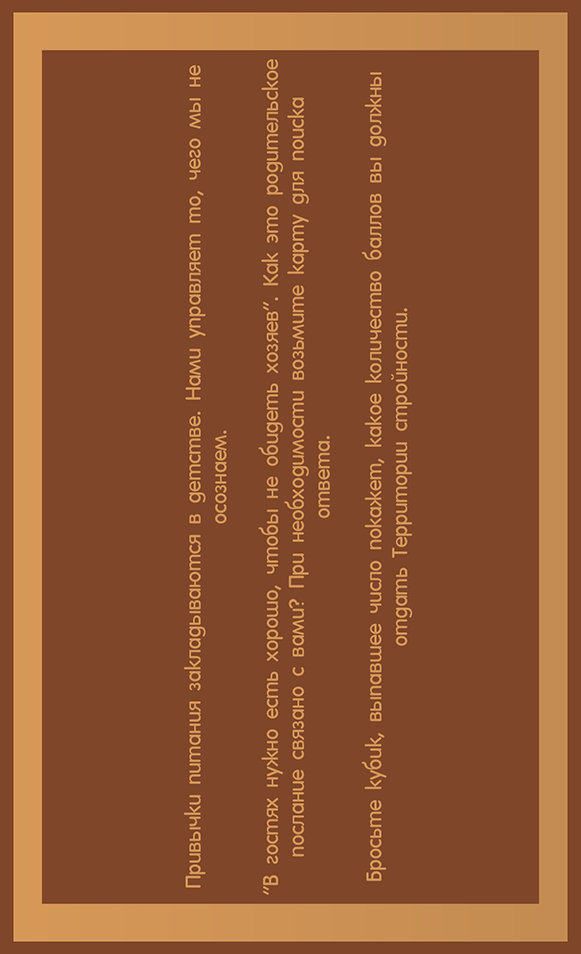 Привычки питания закладываются в детстве. Нами управляет то, чего мы не
осознаем.
“В гостях нужно есть хорошо, чтобы не обидеть хозяев”. Как это родительское
послание связано с вами? При необходимости возьмите карту для поиска
ответа.
Бросьте кубик, выпавшее число покажет, какое количество баллов вы должны
отдать Территории стройности.